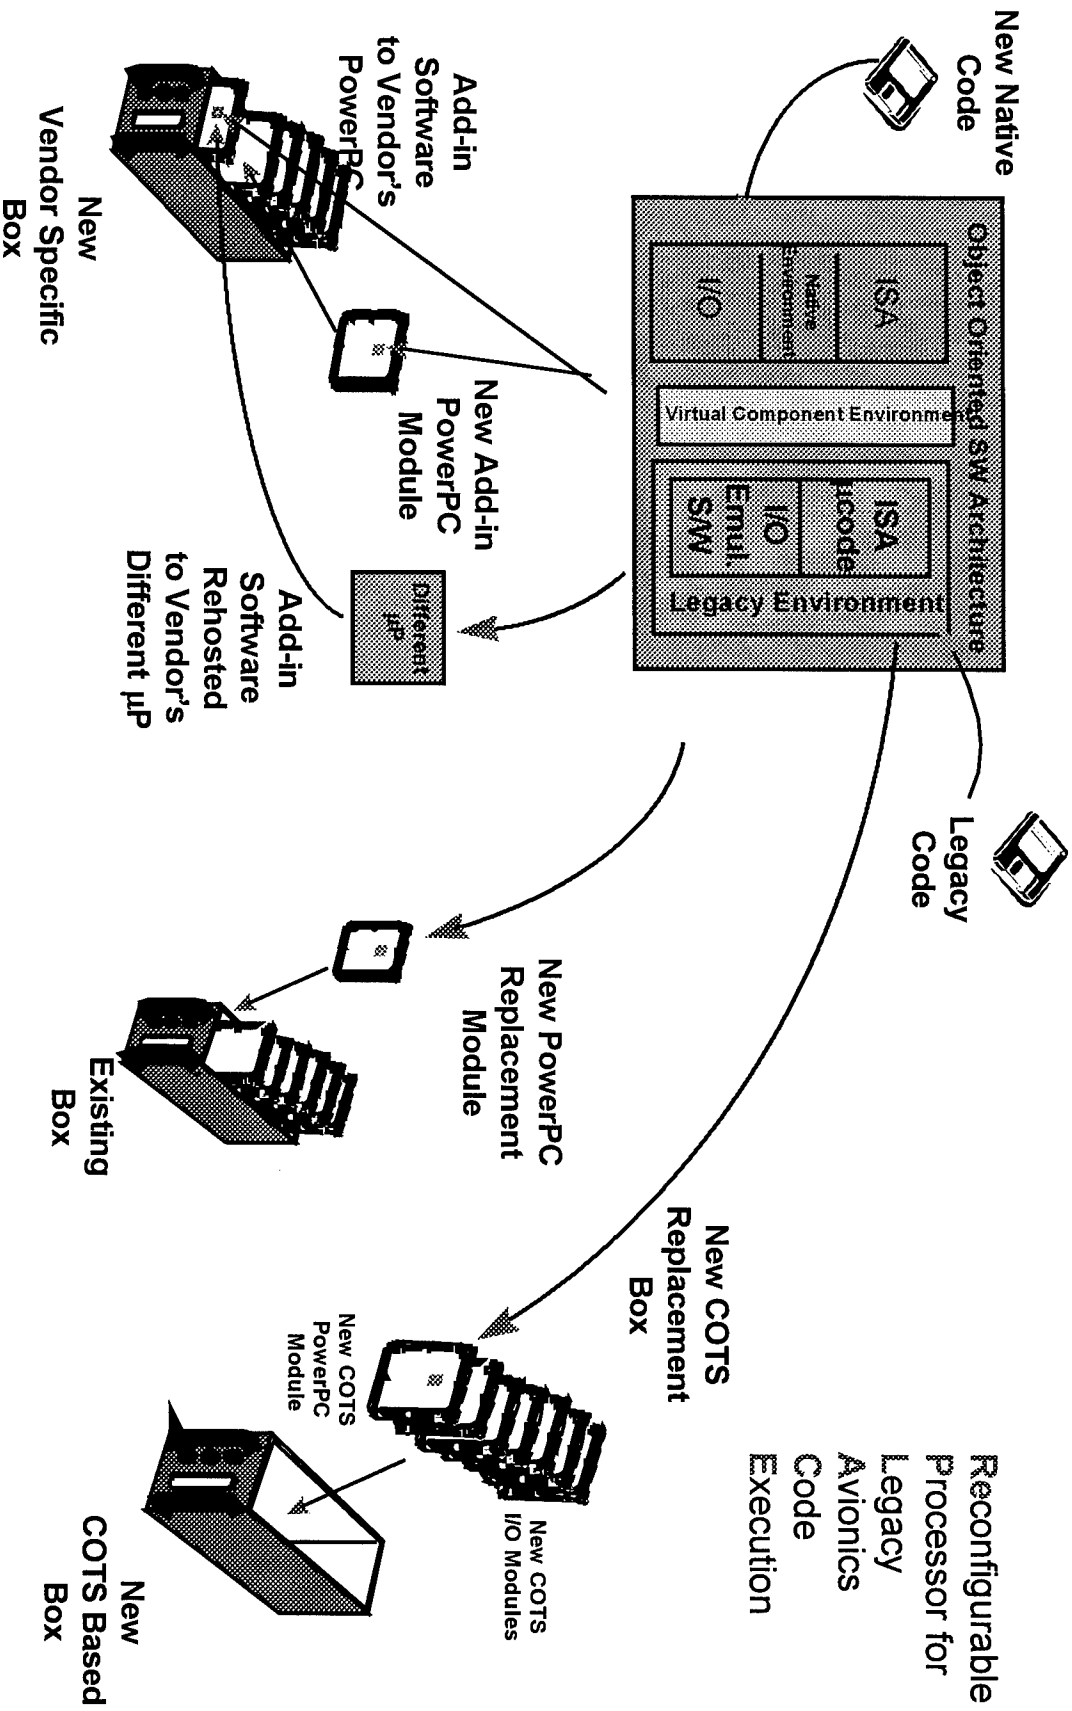 Reconfigurable
Processor for
Legacy
Avionics
Code
Execution
New Native
Code
Legacy
Code
Object Oriented SW Architecture
ISA
Native
Environment
I/O
Virtual Component Environment
ISA
µcode
I/O
Emul.
S/W
Legacy Environment
Add-in
Software
to Vendor's
PowerPC
New Add-in
PowerPC
Module
Different
µP
Add-in
Software
Rehosted
to Vendor's
Different µP
New PowerPC
Replacement
Module
New COTS
Replacement
Box
New COTS
PowerPC
Module
New COTS
I/O Modules
New
Vendor Specific
Box
Existing
Box
New
COTS Based
Box